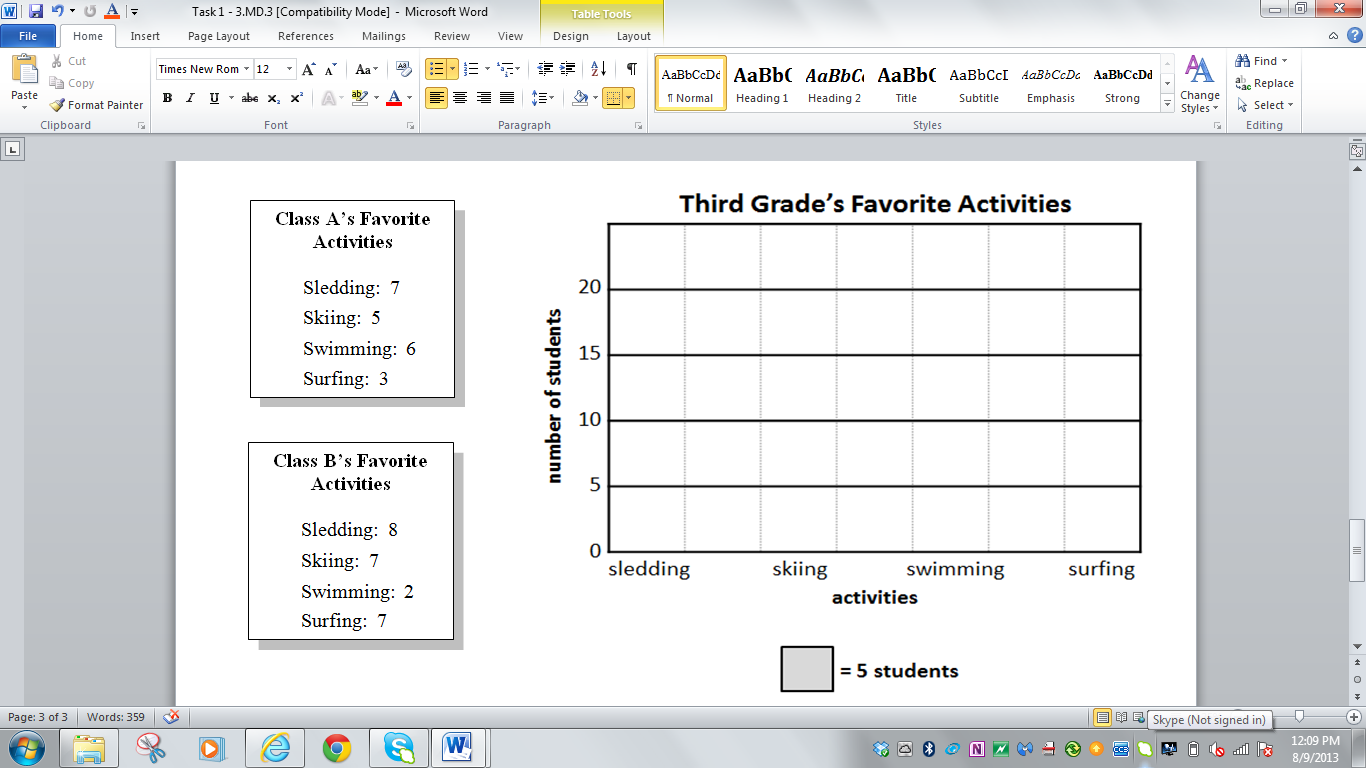 Task 1 - 3.MD.3 [Compatibility Mode] - Microsoft Word
Table Tools
File Home Insert Page Layout References Mailings Review View Design Layout
Paste
Cut
Copy
Format Painter
Clipboard
Times New Rom 12
Font
Paragraph
AaBbCcDd AaBbC AaBbCc AaBbC AaBbCcI AaBbCcDc AaBbCcDd
¶ Normal Heading 1 Heading 2 Title Subtitle Emphasis Strong
Change
Styles
Styles
Find
Replace
Select
Editing
Class A’s Favorite
Activities
Sledding: 7
Skiing: 5
Swimming: 6
Surfing: 3
Class B’s Favorite
Activities
Sledding: 8
Skiing: 7
Swimming: 2
Surfing: 7
Third Grade’s Favorite Activities
number of students
20
15
10
5
0
sledding skiing swimming surfing
activities
= 5 students
Page: 3 of 3 Words: 359
Skype (Not signed in)
12:09 PM
8/9/2013